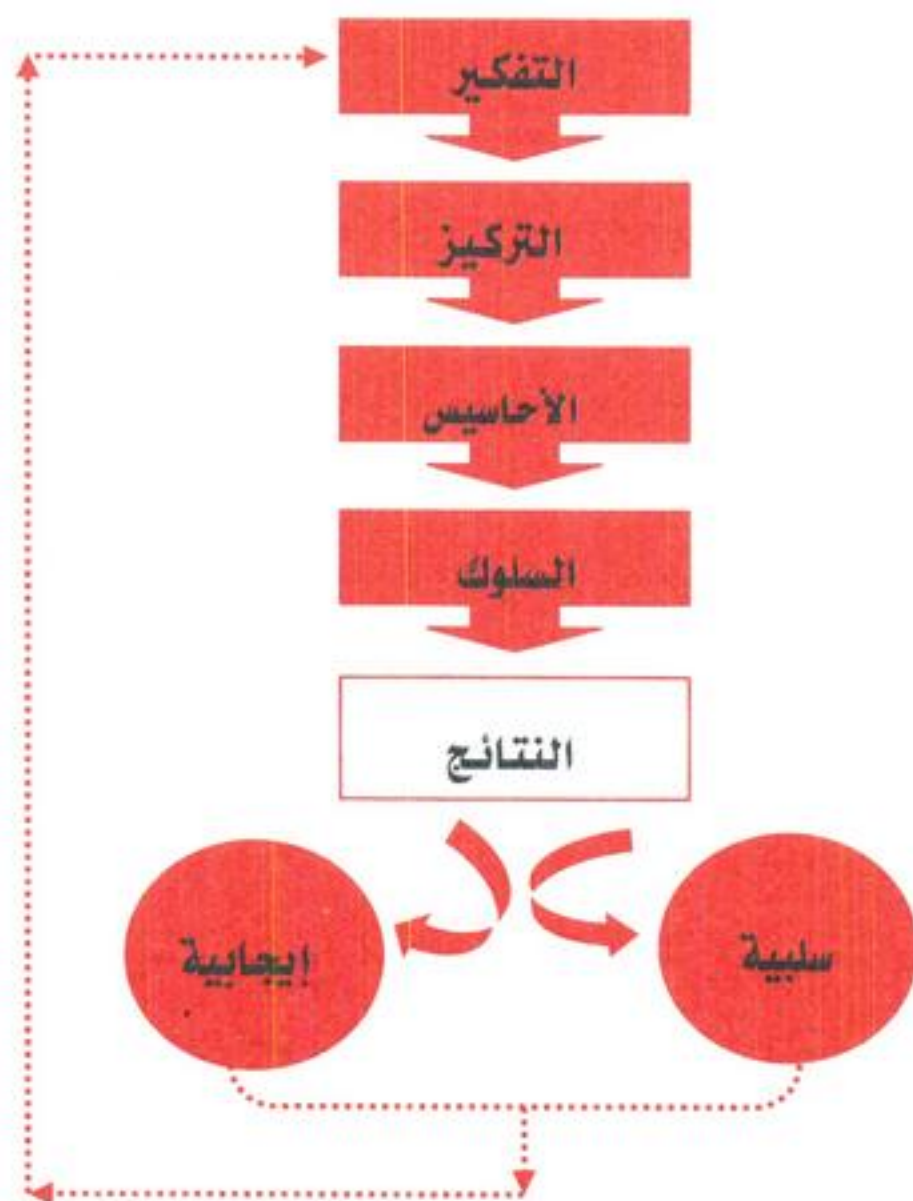 التفكير
التركيز
الأحاسيس
السلوك
النتائج
سلبية
إيجابية